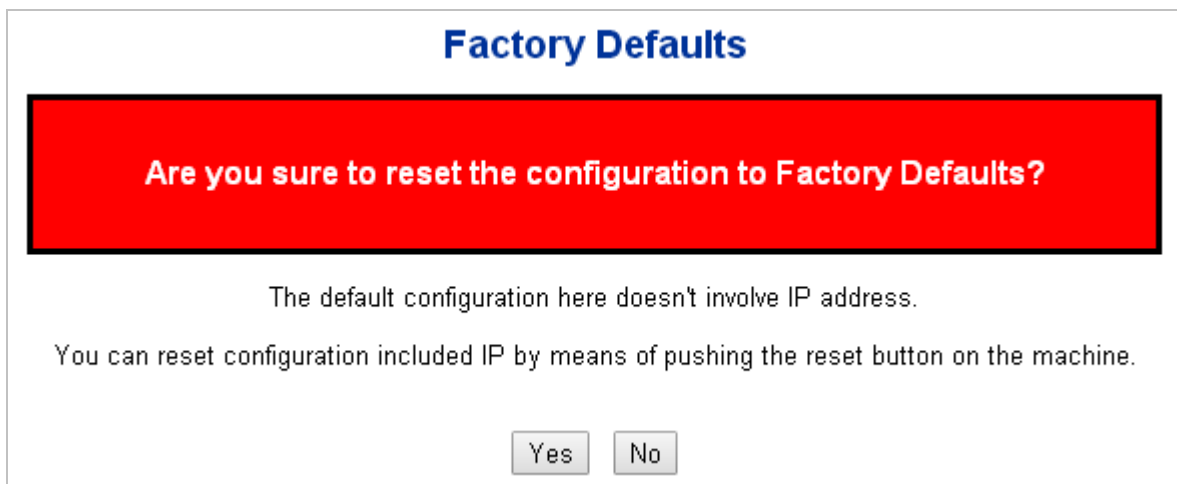 Factory Defaults
Are you sure to reset the configuration to Factory Defaults?
The default configuration here doesn't involve IP address.
You can reset configuration included IP by means of pushing the reset button on the machine.
Yes No